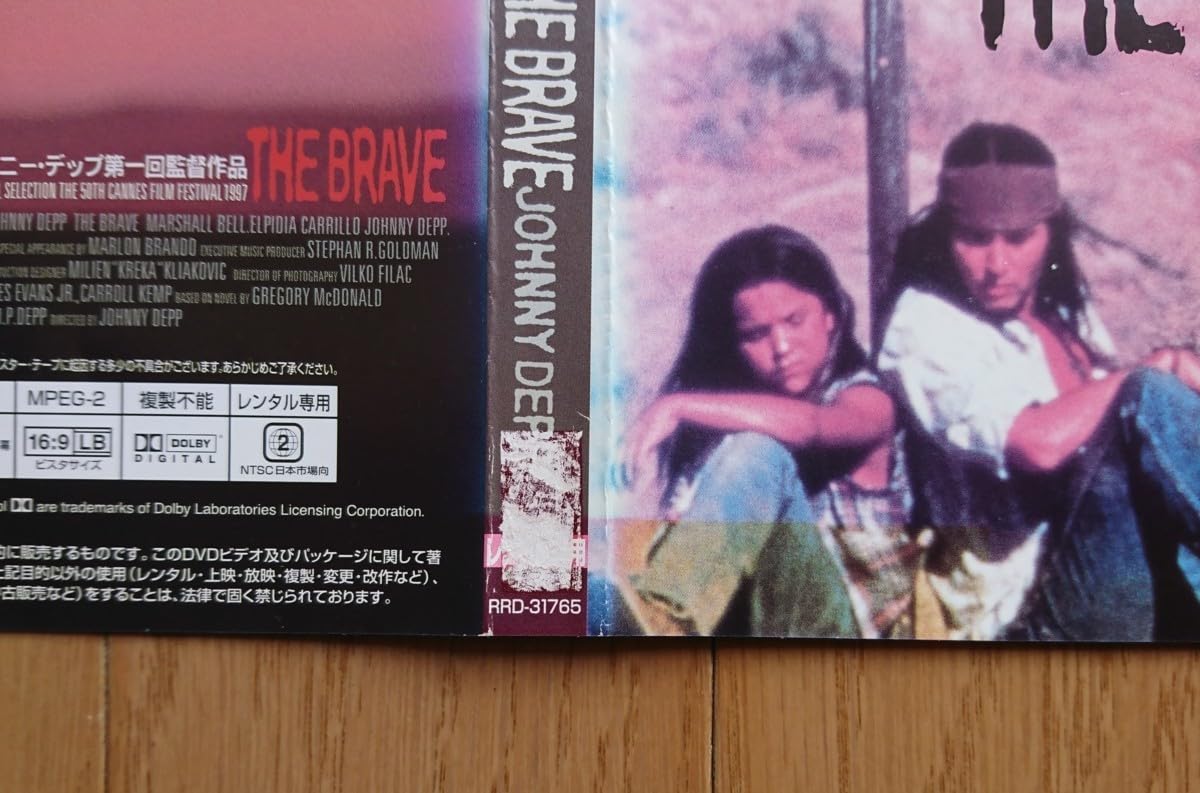 ニー・デップ第一回監督作品 THE BRAVE
SELECTION THE 50TH CANNES FILM FESTIVAL 1997
HNNY DEPP THE BRAVE MARSHALL BELL. ELPIDIA CARRILLO JOHNNY DEPP.
SPECIAL APPEARANCE BY MARLON BRANDO EXECUTIVE MUSIC PRODUCER STEPHAN R.GOLDMAN
UCTION DESIGNER MILIEN "KREKA" KLIAKOVIC DIRECTOR OF PHOTOGRAPHY VILKO FILAC
ES EVANS JR., CARROLL KEMP BASED ON NOVEL BY GREGORY McDONALD
.P.DEPP DIRECTED BY JOHNNY DEPP
スター・テープに起因する多少の不具合がございます。あらかじめご了承ください。
MPEG-2 複製不能 レンタル専用
16:9 LB DOLBY DIGITAL 2
ビスタサイズ NTSC日本市場向
ol are trademarks of Dolby Laboratories Licensing Corporation.
的に販売するものです。このDVDビデオ及びパッケージに関して著
上記目的以外の使用(レンタル・上映・放映・複製・変更・改作など)、
古販売など)をすることは、法律で固く禁じられております。
HE BRAVE JOHNNY DEP
レ 用
RRD-31765
THE